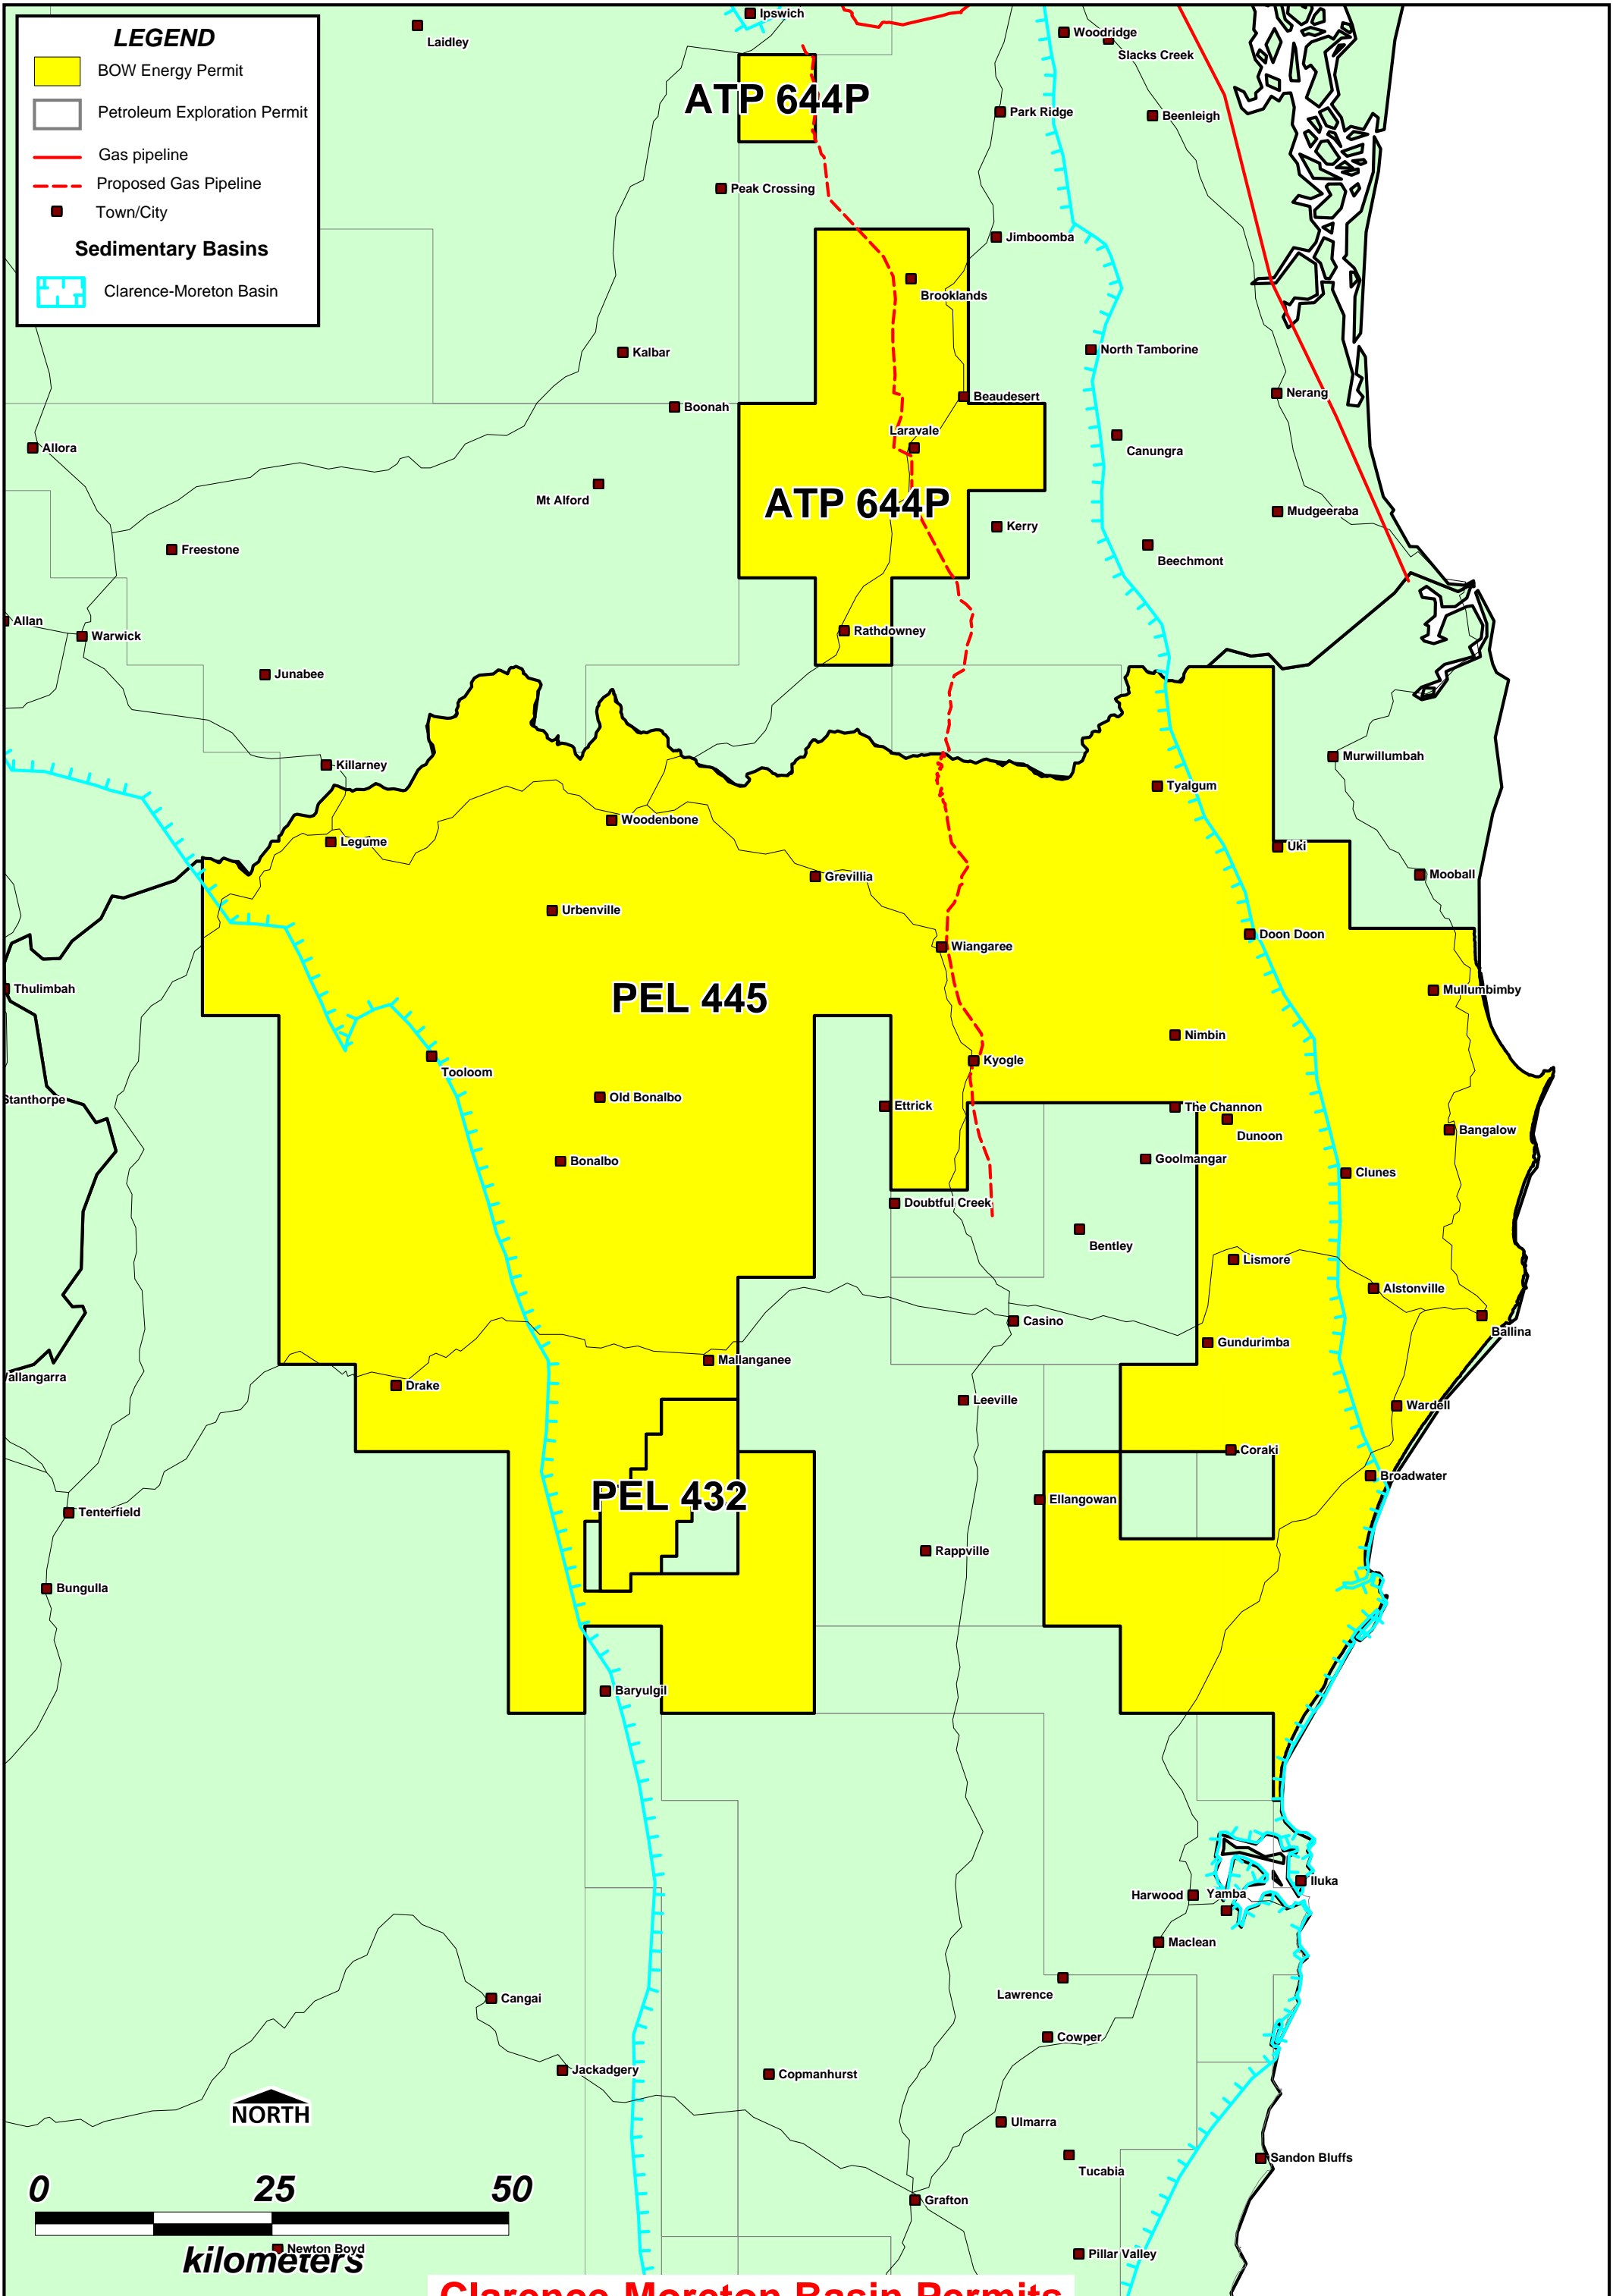 LEGEND
BOW Energy Permit
Petroleum Exploration Permit
Gas pipeline
Proposed Gas Pipeline
Town/City
Sedimentary Basins
Clarence-Moreton Basin
Ipswich
Laidley
Woodridge
Slacks Creek
ATP 644P
Park Ridge
Beenleigh
Peak Crossing
Jimboomba
Brooklands
Kalbar
North Tamborine
Beaudesert
Nerang
Boonah
Laravale
Canungra
Allora
Mt Alford
ATP 644P
Mudgeeraba
Kerry
Freestone
Beechmont
Allan
Warwick
Rathdowney
Junabee
Killarney
Murwillumbah
Tyalgum
Woodenbone
Legume
Uki
Grevillia
Mooball
Urbenville
Doon Doon
Wiangaree
Thulimbah
PEL 445
Mullumbimby
Nimbin
Tooloom
Kyogle
Stanthorpe
Old Bonalbo
Ettrick
The Channon
Dunoon
Bangalow
Bonalbo
Goolmangar
Clunes
Doubtful Creek
Bentley
Lismore
Alstonville
Casino
Ballina
Gundurimba
Mallanganee
allangarra
Drake
Leeville
Wardell
Coraki
Broadwater
PEL 432
Ellangowan
Tenterfield
Rappville
Bungulla
Baryulgil
Iluka
Harwood
Yamba
Maclean
Lawrence
Cangai
Cowper
Jackadgery
Copmanhurst
NORTH
Ulmarra
Tucabia
Sandon Bluffs
0 25 50
Grafton
Newton Boyd
kilometers
Pillar Valley
Clarence-Moreton Basin Permits